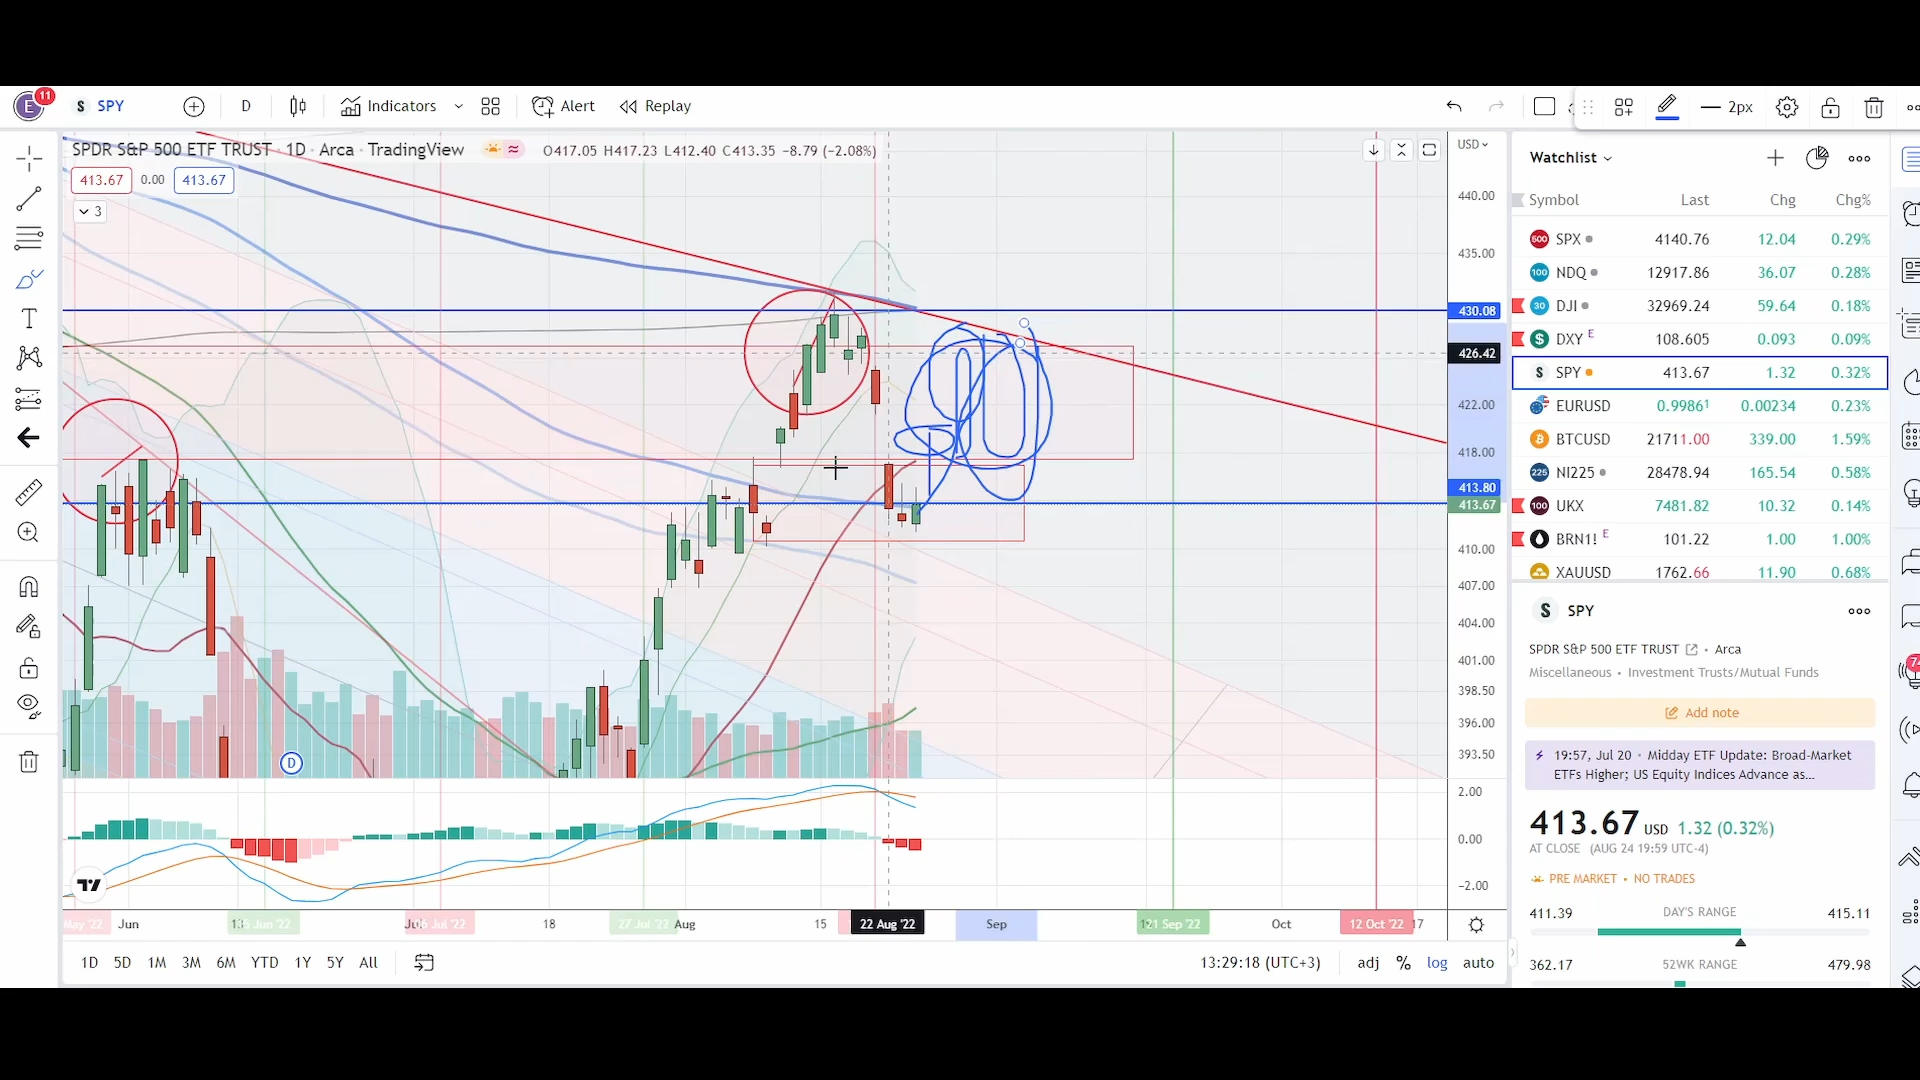 E 11 S SPY D Indicators Alert Replay 2px
SPDR S&P 500 ETF TRUST · 1D · Arca · TradingView O417.05 H417.23 L412.40 C413.35 −8.79 (−2.08%)
413.67 0.00 413.67
3
USD
440.00
435.00
430.08
426.42
422.00
418.00
413.80
413.67
410.00
407.00
404.00
401.00
398.50
396.00
393.50
D
2.00
0.00
−2.00
May '22 Jun 18 27 Jul '22 Aug 15 22 Aug '22 Sep 21 Sep '22 Oct 12 Oct '22 17
1D 5D 1M 3M 6M YTD 1Y 5Y All 13:29:18 (UTC+3) adj % log auto
Watchlist
Symbol Last Chg Chg%
500 SPX 4140.76 12.04 0.29%
100 NDQ 12917.86 36.07 0.28%
30 DJI 32969.24 59.64 0.18%
$ DXY E 108.605 0.093 0.09%
S SPY 413.67 1.32 0.32%
EURUSD 0.9986¹ 0.00234 0.23%
BTCUSD 21711.00 339.00 1.59%
225 NI225 28478.94 165.54 0.58%
100 UKX 7481.82 10.32 0.14%
BRN1! E 101.22 1.00 1.00%
XAUUSD 1762.66 11.90 0.68%
S SPY
SPDR S&P 500 ETF TRUST · Arca
Miscellaneous · Investment Trusts/Mutual Funds
Add note
19:57, Jul 20 · Midday ETF Update: Broad-Market
ETFs Higher; US Equity Indices Advance as...
413.67 USD 1.32 (0.32%)
AT CLOSE (AUG 24 19:59 UTC-4)
PRE MARKET · NO TRADES
411.39 DAY'S RANGE 415.11
362.17 52WK RANGE 479.98